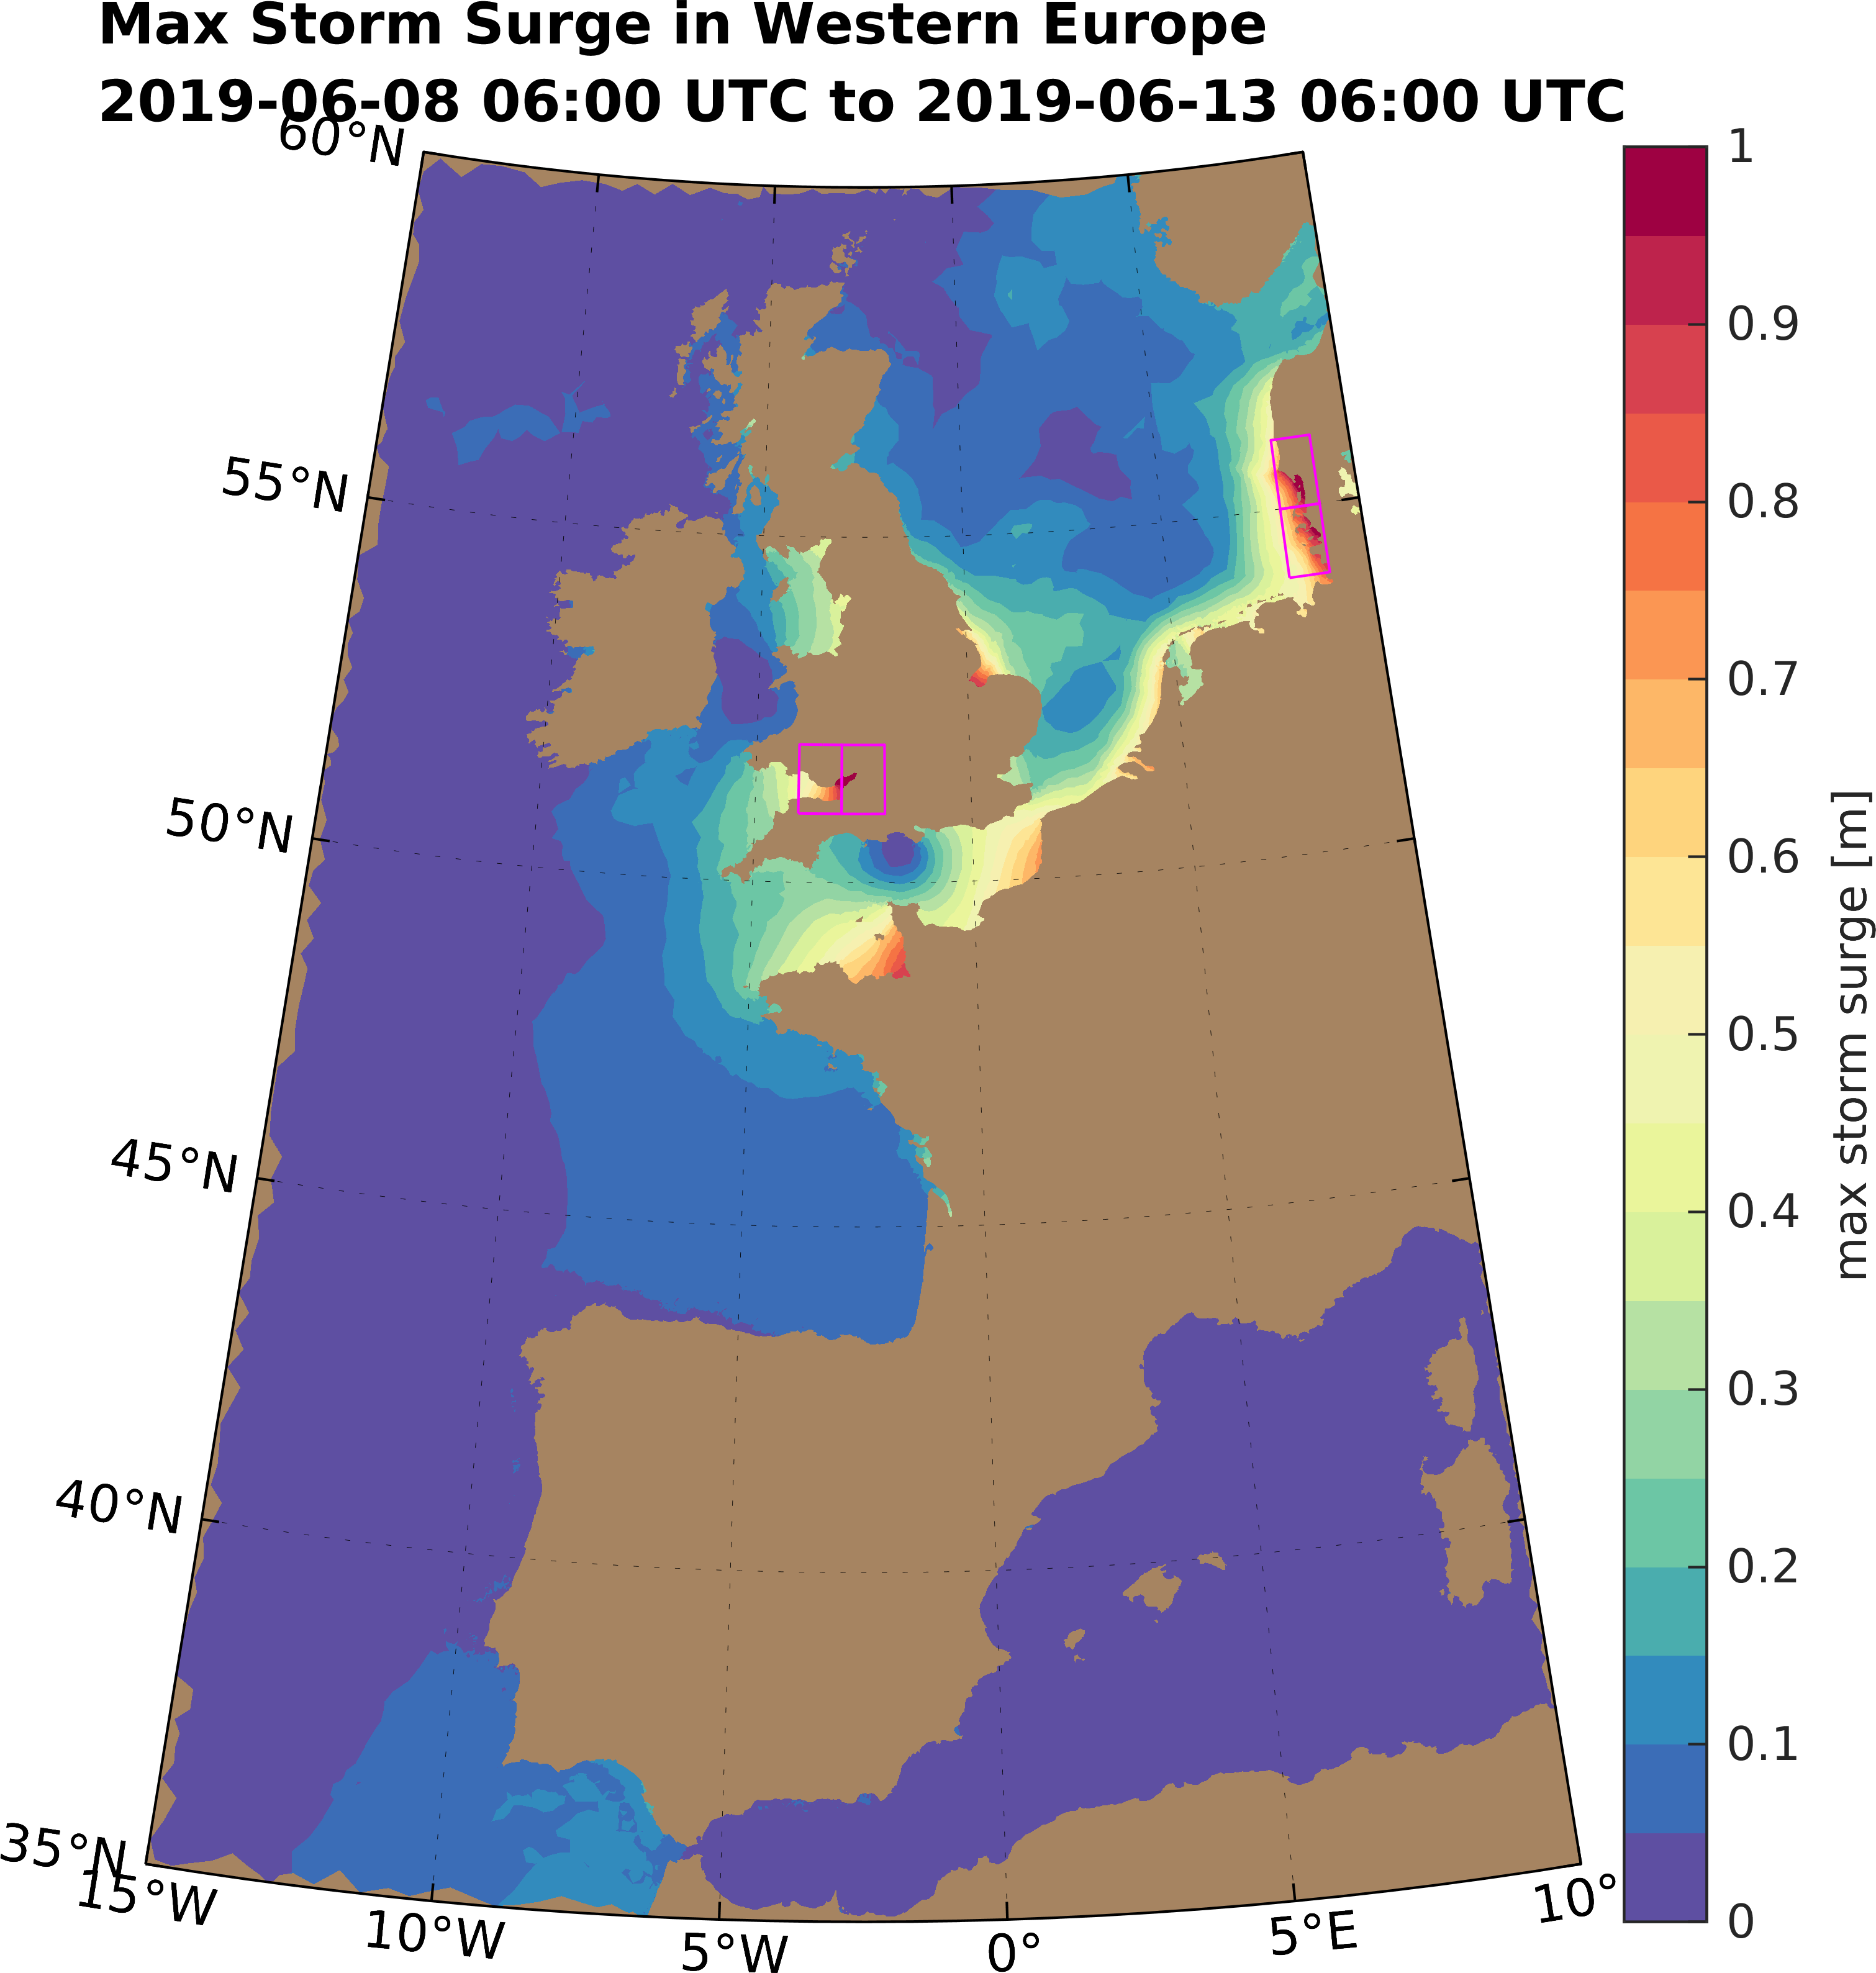 Max Storm Surge in Western Europe
2019-06-08 06:00 UTC to 2019-06-13 06:00 UTC
60°N
55°N
50°N
45°N
40°N
35°N
15°W
10°W
5°W
0°
5°E
10°
1
0.9
0.8
0.7
0.6
0.5
0.4
0.3
0.2
0.1
0
max storm surge [m]